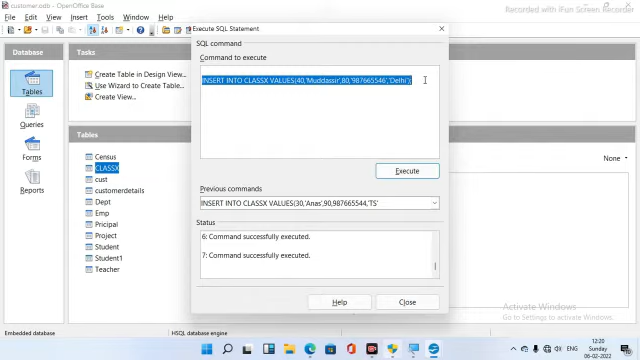 customer.odb - OpenOffice Base
Recorded with iFun Screen Recorder
File Edit View Insert Tools Window Help
Database
Tables
Queries
Forms
Reports
Tasks
Create Table in Design View...
Use Wizard to Create Table...
Create View...
Tables
Census
CLASSX
cust
customerdetails
Dept
Emp
Pricipal
Project
Student
Student1
Teacher
None
Execute SQL Statement
SQL command
Command to execute
INSERT INTO CLASSX VALUES(40,'Muddassir',80,'987665546','Delhi');
Execute
Previous commands
INSERT INTO CLASSX VALUES(30,'Anas',90,987665544,'TS'
Status
6: Command successfully executed.
7: Command successfully executed.
Help
Close
Activate Windows
Go to Settings to activate Windows.
Embedded database
HSQL database engine
12:20
Sunday
06-02-2022